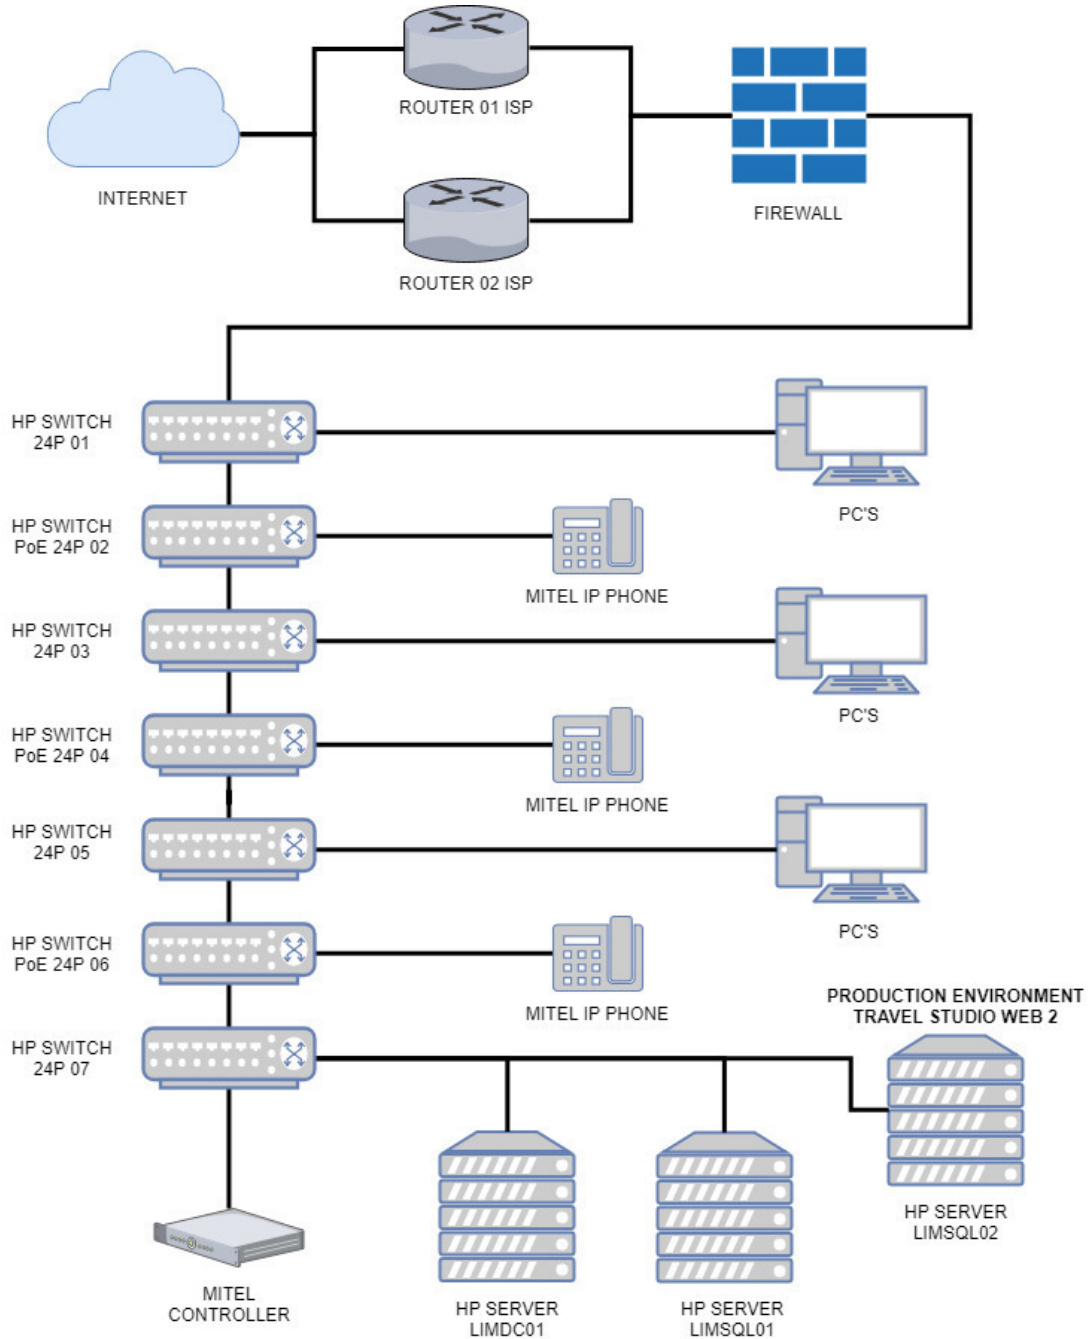 ROUTER 01 ISP
INTERNET
FIREWALL
ROUTER 02 ISP
HP SWITCH
24P 01
PC'S
HP SWITCH
PoE 24P 02
MITEL IP PHONE
HP SWITCH
24P 03
PC'S
HP SWITCH
PoE 24P 04
MITEL IP PHONE
HP SWITCH
24P 05
PC'S
HP SWITCH
PoE 24P 06
MITEL IP PHONE
PRODUCTION ENVIRONMENT
TRAVEL STUDIO WEB 2
HP SWITCH
24P 07
HP SERVER
LIMSQL02
MITEL
CONTROLLER
HP SERVER
LIMDC01
HP SERVER
LIMSQL01